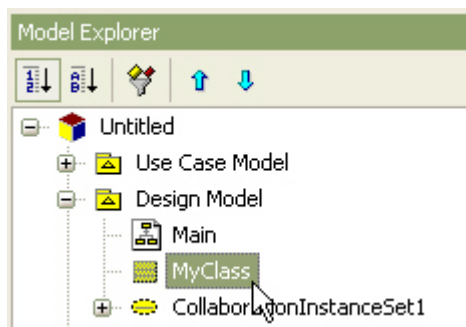 Model Explorer
Untitled
Use Case Model
Design Model
Main
MyClass
CollaborationInstanceSet1